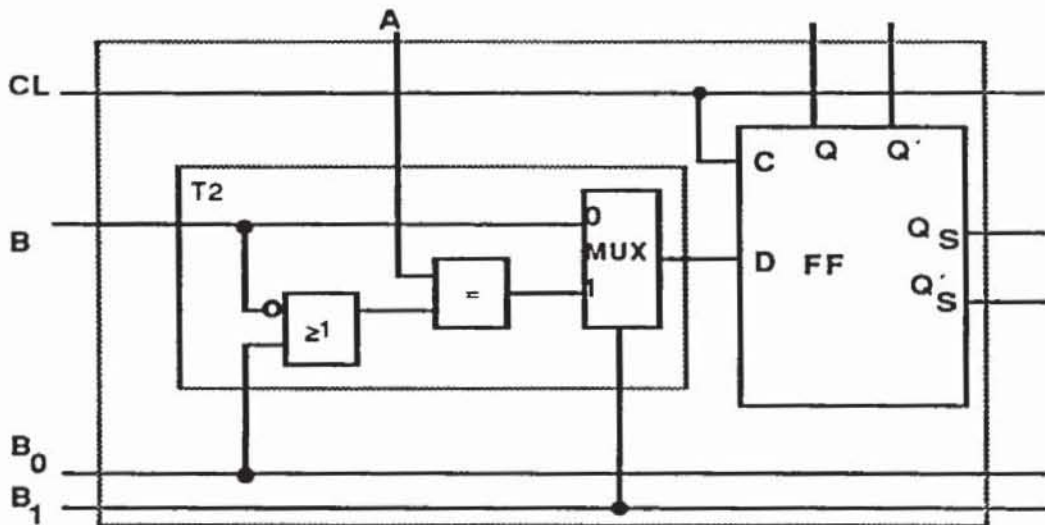 A
CL
C Q Q'
T2
B
0
MUX
1
D FF
Q S
Q' S
=
≥1
B0
B1